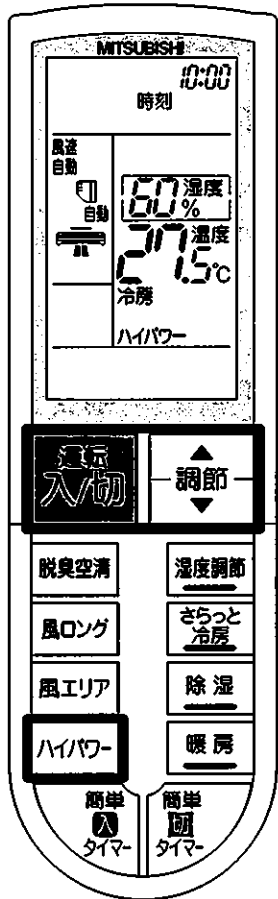 MITSUBISHI
10:00
時刻
風速
自動
自動
60% 湿度
27.5℃ 温度
冷房
ハイパワー
運転
入/切
▲
調節
▼
脱臭空清
湿度調節
風ロング
さらっと
冷房
風エリア
除湿
ハイパワー
暖房
簡単
入
タイマー
簡単
切
タイマー